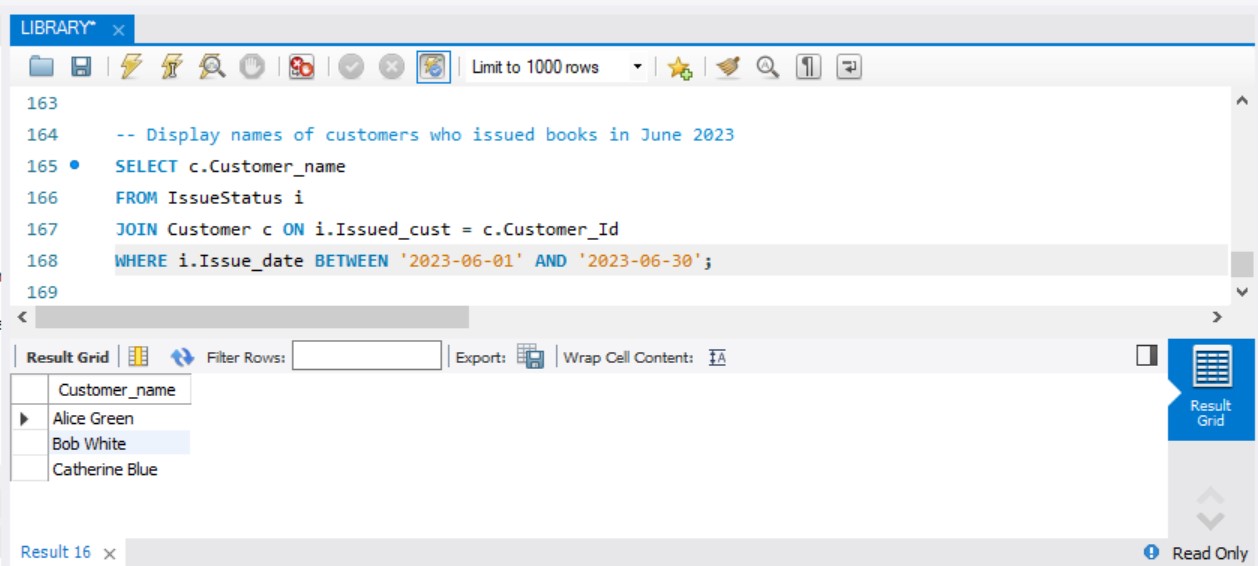 LIBRARY*
Limit to 1000 rows
163
164 -- Display names of customers who issued books in June 2023
165 SELECT c.Customer_name
166 FROM IssueStatus i
167 JOIN Customer c ON i.Issued_cust = c.Customer_Id
168 WHERE i.Issue_date BETWEEN '2023-06-01' AND '2023-06-30';
169
Result Grid Filter Rows: Export: Wrap Cell Content:
Customer_name
Alice Green
Bob White
Catherine Blue
Result
Grid
Result 16
Read Only